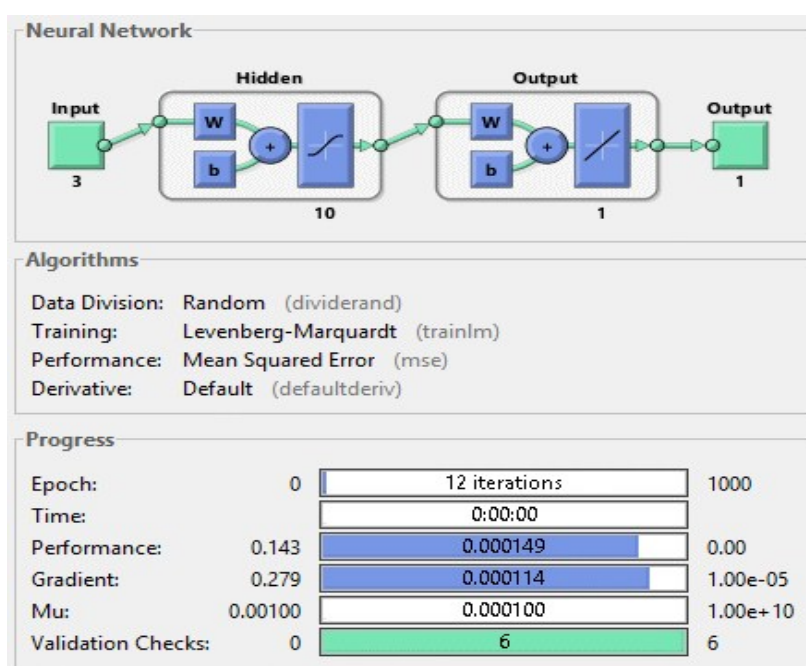 Neural Network
Hidden Output
Input W b + W b + Output
3 10 1 1
Algorithms
Data Division: Random (dividerand)
Training: Levenberg-Marquardt (trainlm)
Performance: Mean Squared Error (mse)
Derivative: Default (defaultderiv)
Progress
Epoch: 0 12 iterations 1000
Time: 0:00:00
Performance: 0.143 0.000149 0.00
Gradient: 0.279 0.000114 1.00e-05
Mu: 0.00100 0.000100 1.00e+10
Validation Checks: 0 6 6